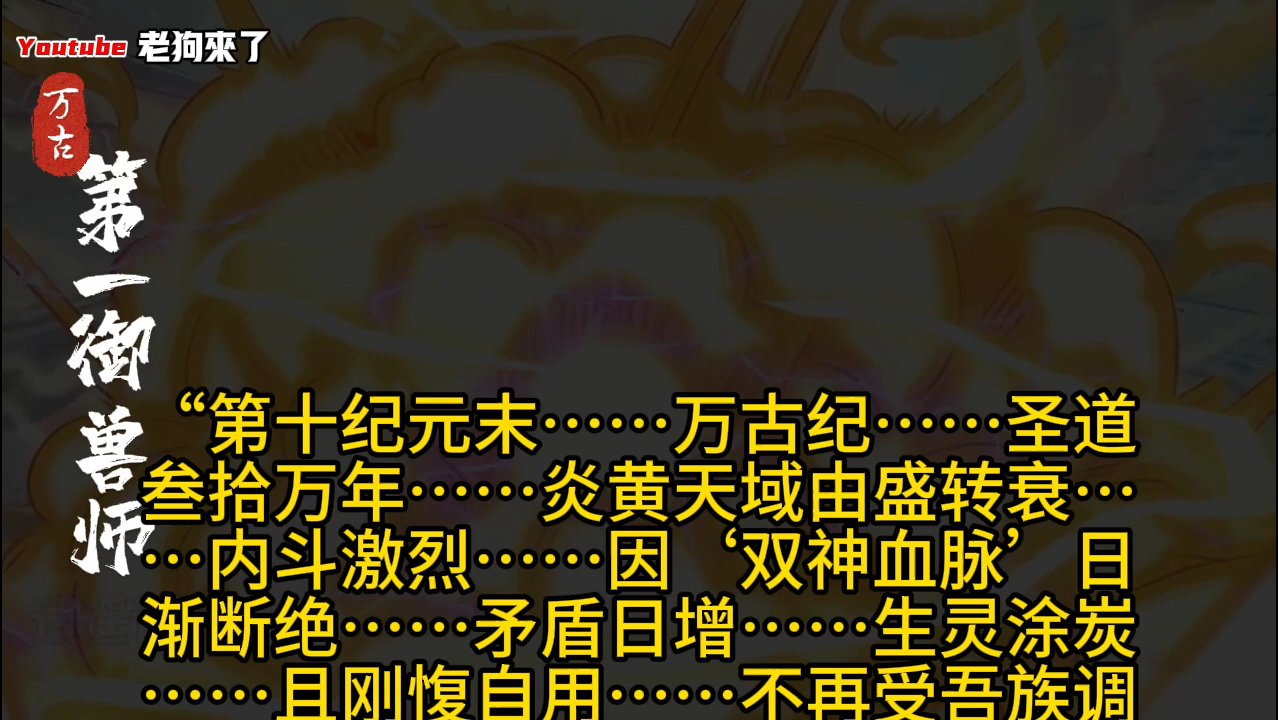 Youtube 老狗來了
万古
第一御兽师
“第十纪元末……万古纪……圣道
叁拾万年……炎黄天域由盛转衰…
…内斗激烈……因‘双神血脉’日
渐断绝……矛盾日增……生灵涂炭
……且刚愎自用……不再受吾族调